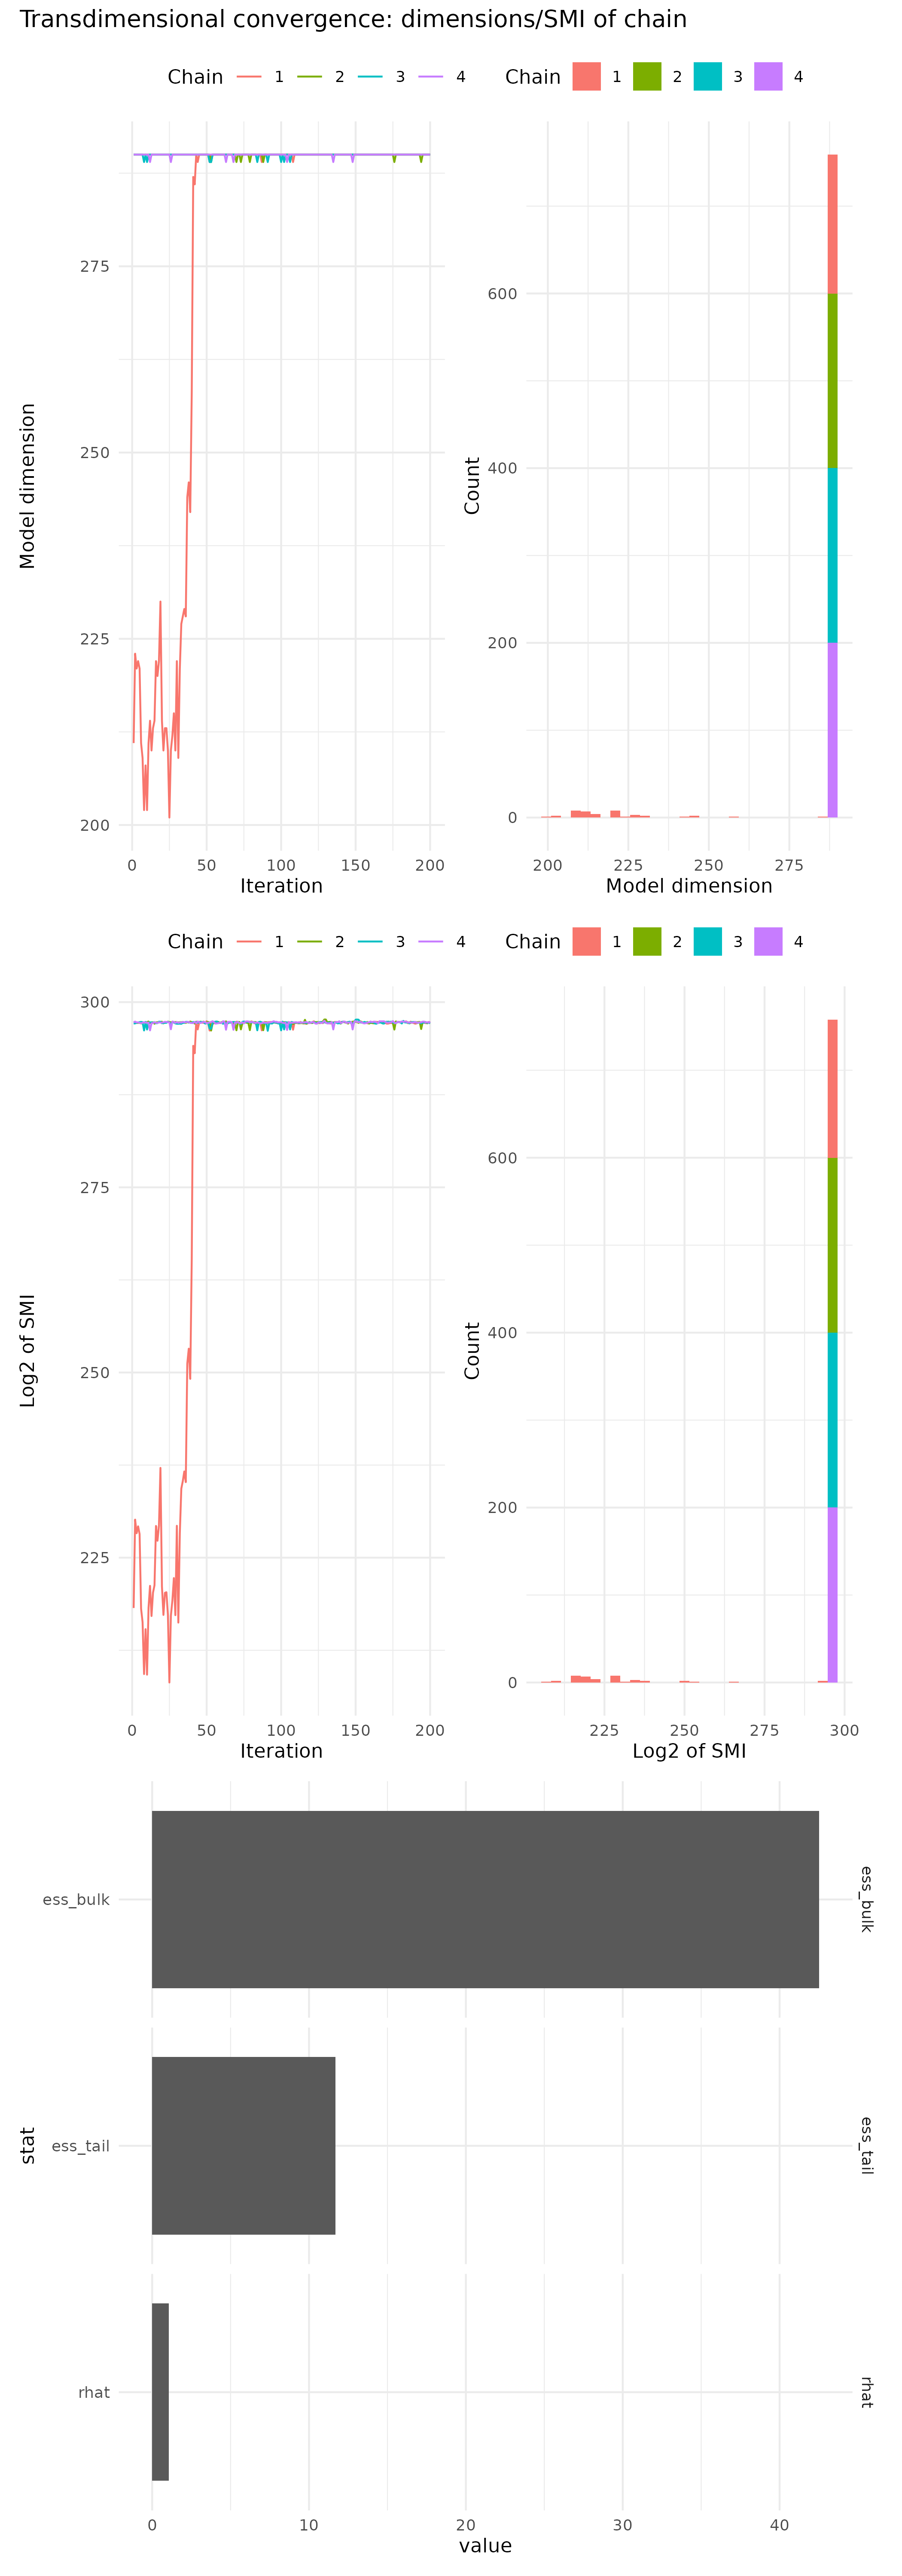 Transdimensional convergence: dimensions/SMI of chain
Chain 1 2 3 4
Chain 1 2 3 4
Model dimension
275
250
225
200
0 50 100 150 200
Iteration
Count
600
400
200
0
200 225 250 275
Model dimension
Chain 1 2 3 4
Chain 1 2 3 4
Log2 of SMI
300
275
250
225
0 50 100 150 200
Iteration
Count
600
400
200
0
225 250 275 300
Log2 of SMI
stat
ess_bulk
ess_bulk
ess_tail
ess_tail
rhat
rhat
0 10 20 30 40
value